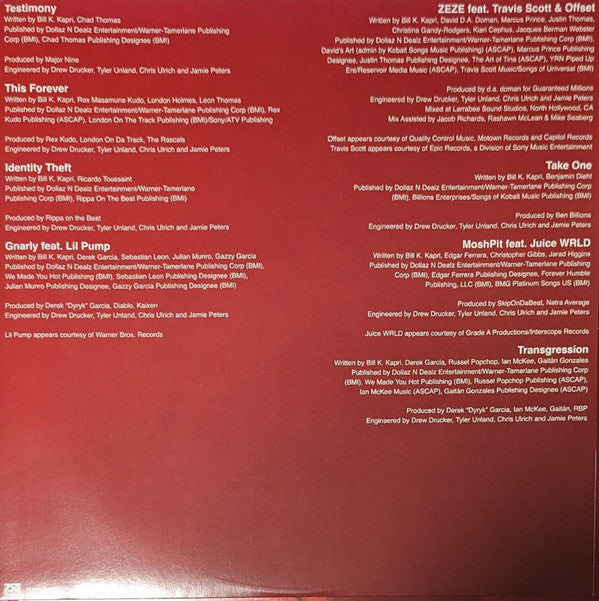 Testimony
Written by Bill K. Kapri, Chad Thomas
Published by Dollaz N Dealz Entertainment/Warner-Tamerlane Publishing
Corp (BMI), Chad Thomas Publishing Designee (BMI)
Produced by Major Nine
Engineered by Drew Drucker, Tyler Unland, Chris Ulrich and Jamie Peters
This Forever
Written by Bill K. Kapri, Rex Masamune Kudo, London Holmes, Leon Thomas
Published by Dollaz N Dealz Entertainment/Warner-Tamerlane Publishing Corp (BMI), Rex
Kudo Publishing (ASCAP), London On The Track Publishing (BMI)/Sony/ATV Publishing
Produced by Rex Kudo, London On Da Track, The Rascals
Engineered by Drew Drucker, Tyler Unland, Chris Ulrich and Jamie Peters
Identity Theft
Written by Bill K. Kapri, Ricardo Toussaint
Published by Dollaz N Dealz Entertainment/Warner-Tamerlane
Publishing Corp (BMI), Rippa On The Beat Publishing (BMI)
Produced by Rippa on the Beat
Engineered by Drew Drucker, Tyler Unland, Chris Ulrich and Jamie Peters
Gnarly feat. Lil Pump
Written by Bill K. Kapri, Derek Garcia, Sebastian Leon, Julian Munro, Gazzy Garcia
Published by Dollaz N Dealz Entertainment/Warner-Tamerlane Publishing Corp (BMI),
We Made You Hot Publishing (BMI), Sebastian Leon Publishing Designee (BMI),
Julian Munro Publishing Designee, Gazzy Garcia Publishing Designee (BMI)
Produced by Derek "Dyryk" Garcia, Diablo, Kaixen
Engineered by Drew Drucker, Tyler Unland, Chris Ulrich and Jamie Peters
Lil Pump appears courtesy of Warner Bros. Records
ZEZE feat. Travis Scott & Offset
Written by Bill K. Kapri, David D.A. Doman, Marcus Prince, Justin Thomas,
Christina Gandy-Rodgers, Kiari Cephus, Jacques Berman Webster
Published by Dollaz N Dealz Entertainment/Warner-Tamerlane Publishing Corp (BMI),
David's Art (admin by Kobalt Songs Music Publishing) (ASCAP), Marcus Prince Publishing
Designee, Justin Thomas Publishing Designee, The Art of Tina (ASCAP), YRN Piped Up
Ent/Reservoir Media Music (ASCAP), Travis Scott Music/Songs of Universal (BMI)
Produced by d.a. doman for Guaranteed Millions
Engineered by Drew Drucker, Tyler Unland, Chris Ulrich and Jamie Peters
Mixed at Larrabee Sound Studios, North Hollywood, CA
Mix Assisted by Jacob Richards, Rashawn McLean & Mike Seaberg
Offset appears courtesy of Quality Control Music, Motown Records and Capitol Records
Travis Scott appears courtesy of Epic Records, a Division of Sony Music Entertainment
Take One
Written by Bill K. Kapri, Benjamin Diehl
Published by Dollaz N Dealz Entertainment/Warner-Tamerlane Publishing Corp
(BMI), Billions Enterprises/Songs of Kobalt Music Publishing (BMI)
Produced by Ben Billions
Engineered by Drew Drucker, Tyler Unland, Chris Ulrich and Jamie Peters
MoshPit feat. Juice WRLD
Written by Bill K. Kapri, Edgar Ferrera, Christopher Gibbs, Jarad Higgins
Published by Dollaz N Dealz Entertainment/Warner-Tamerlane Publishing
Corp (BMI), Edgar Ferrera Publishing Designee, Forever Humble
Publishing, LLC (BMI), BMG Platinum Songs US (BMI)
Produced by SkipOnDaBeat, Natra Average
Engineered by Drew Drucker, Tyler Unland, Chris Ulrich and Jamie Peters
Juice WRLD appears courtesy of Grade A Productions/Interscope Records
Transgression
Written by Bill K. Kapri, Derek Garcia, Russel Popchop, Ian McKee, Gaitán Gonzales
Published by Dollaz N Dealz Entertainment/Warner-Tamerlane Publishing Corp
(BMI), We Made You Hot Publishing (BMI), Russel Popchop Publishing (ASCAP),
Ian McKee Music (ASCAP), Gaitán Gonzales Publishing Designee (ASCAP)
Produced by Derek "Dyryk" Garcia, Ian McKee, Gaitán, RBP
Engineered by Drew Drucker, Tyler Unland, Chris Ulrich and Jamie Peters